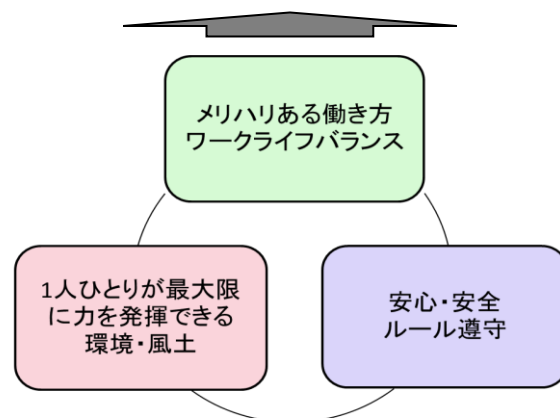 メリハリある働き方
ワークライフバランス
1人ひとりが最大限
に力を発揮できる
環境・風土
安心・安全
ルール遵守